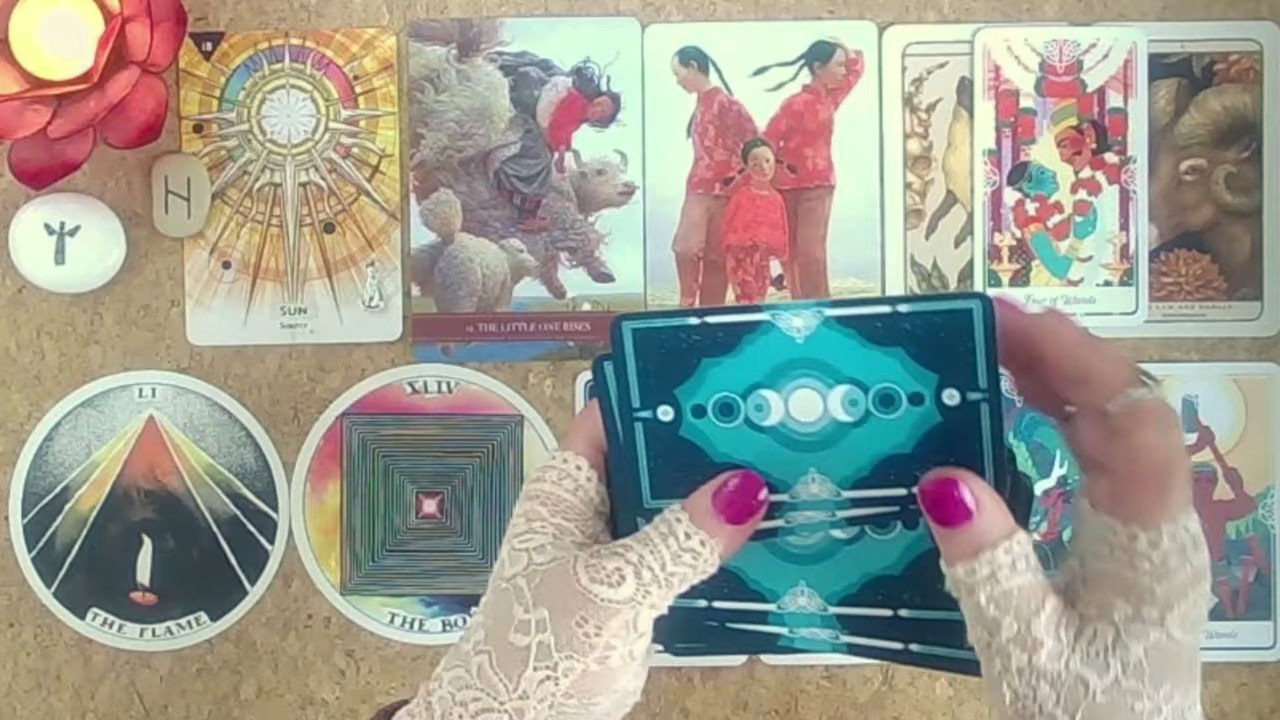 SUN
Source
THE LITTLE ONE RISES
Four of Wands
LI
THE FLAME
XLIV
THE BO
Wands